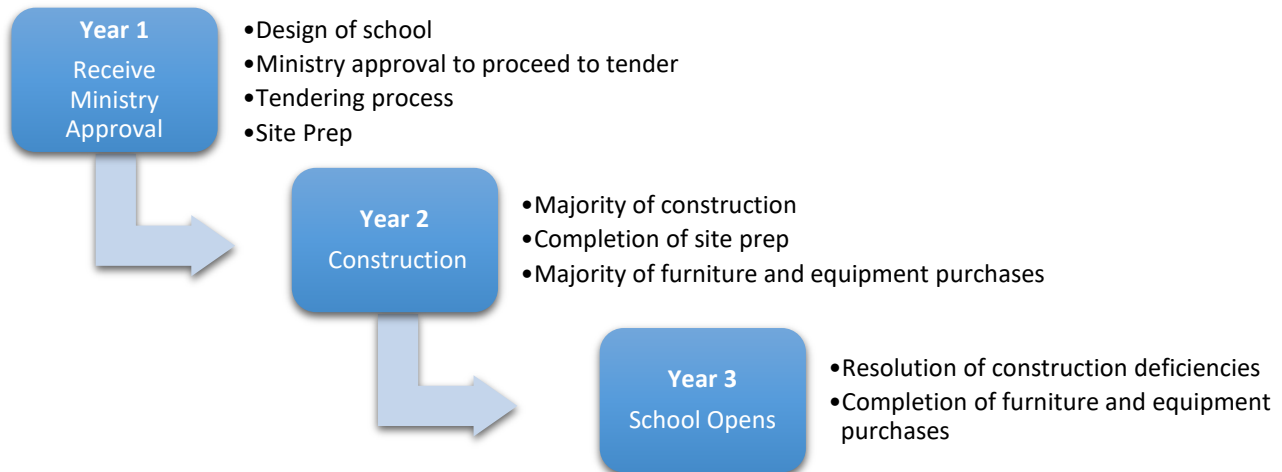 Year 1
Receive
Ministry
Approval
•Design of school
•Ministry approval to proceed to tender
•Tendering process
•Site Prep
Year 2
Construction
•Majority of construction
•Completion of site prep
•Majority of furniture and equipment purchases
Year 3
School Opens
•Resolution of construction deficiencies
•Completion of furniture and equipment
purchases